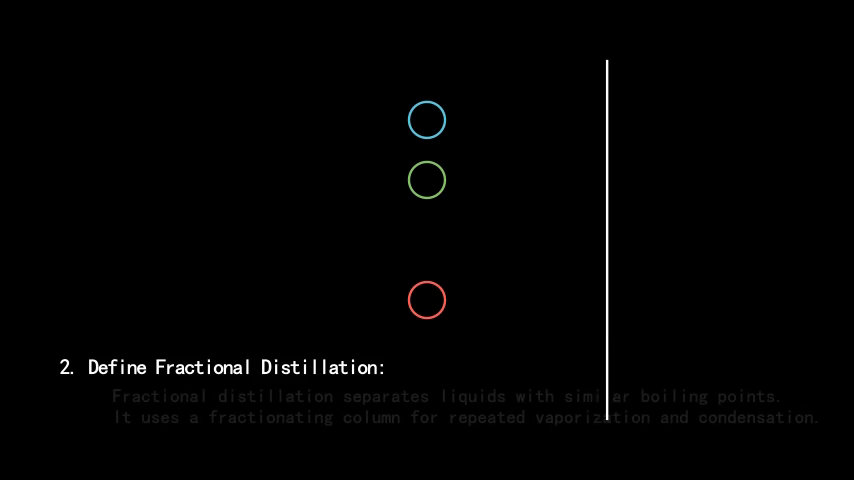 2. Define Fractional Distillation:
Fractional distillation separates liquids with similar boiling points.
It uses a fractionating column for repeated vaporization and condensation.